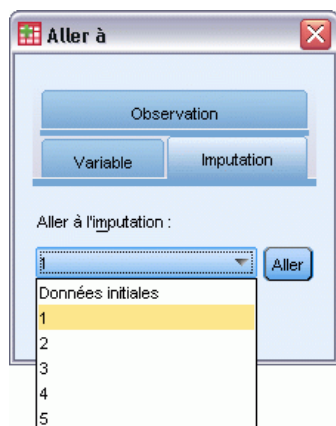 Aller à
Observation
Variable
Imputation
Aller à l'imputation :
1
Aller
Données initiales
1
2
3
4
5